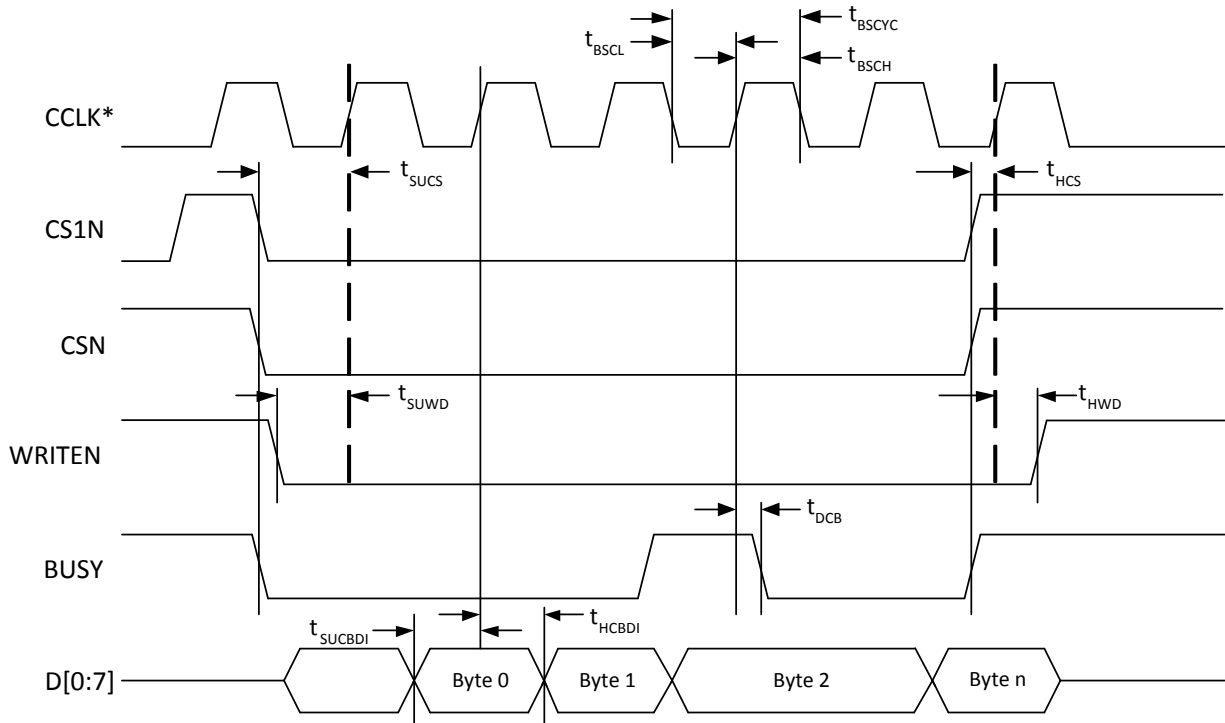 t_BSCYC
t_BSCL
t_BSCH
CCLK*
t_SUCS
t_HCS
CS1N
CSN
t_SUWD
t_HWD
WRITEN
t_DCB
BUSY
t_SUCBDI
t_HCBDI
D[0:7]
Byte 0
Byte 1
Byte 2
Byte n